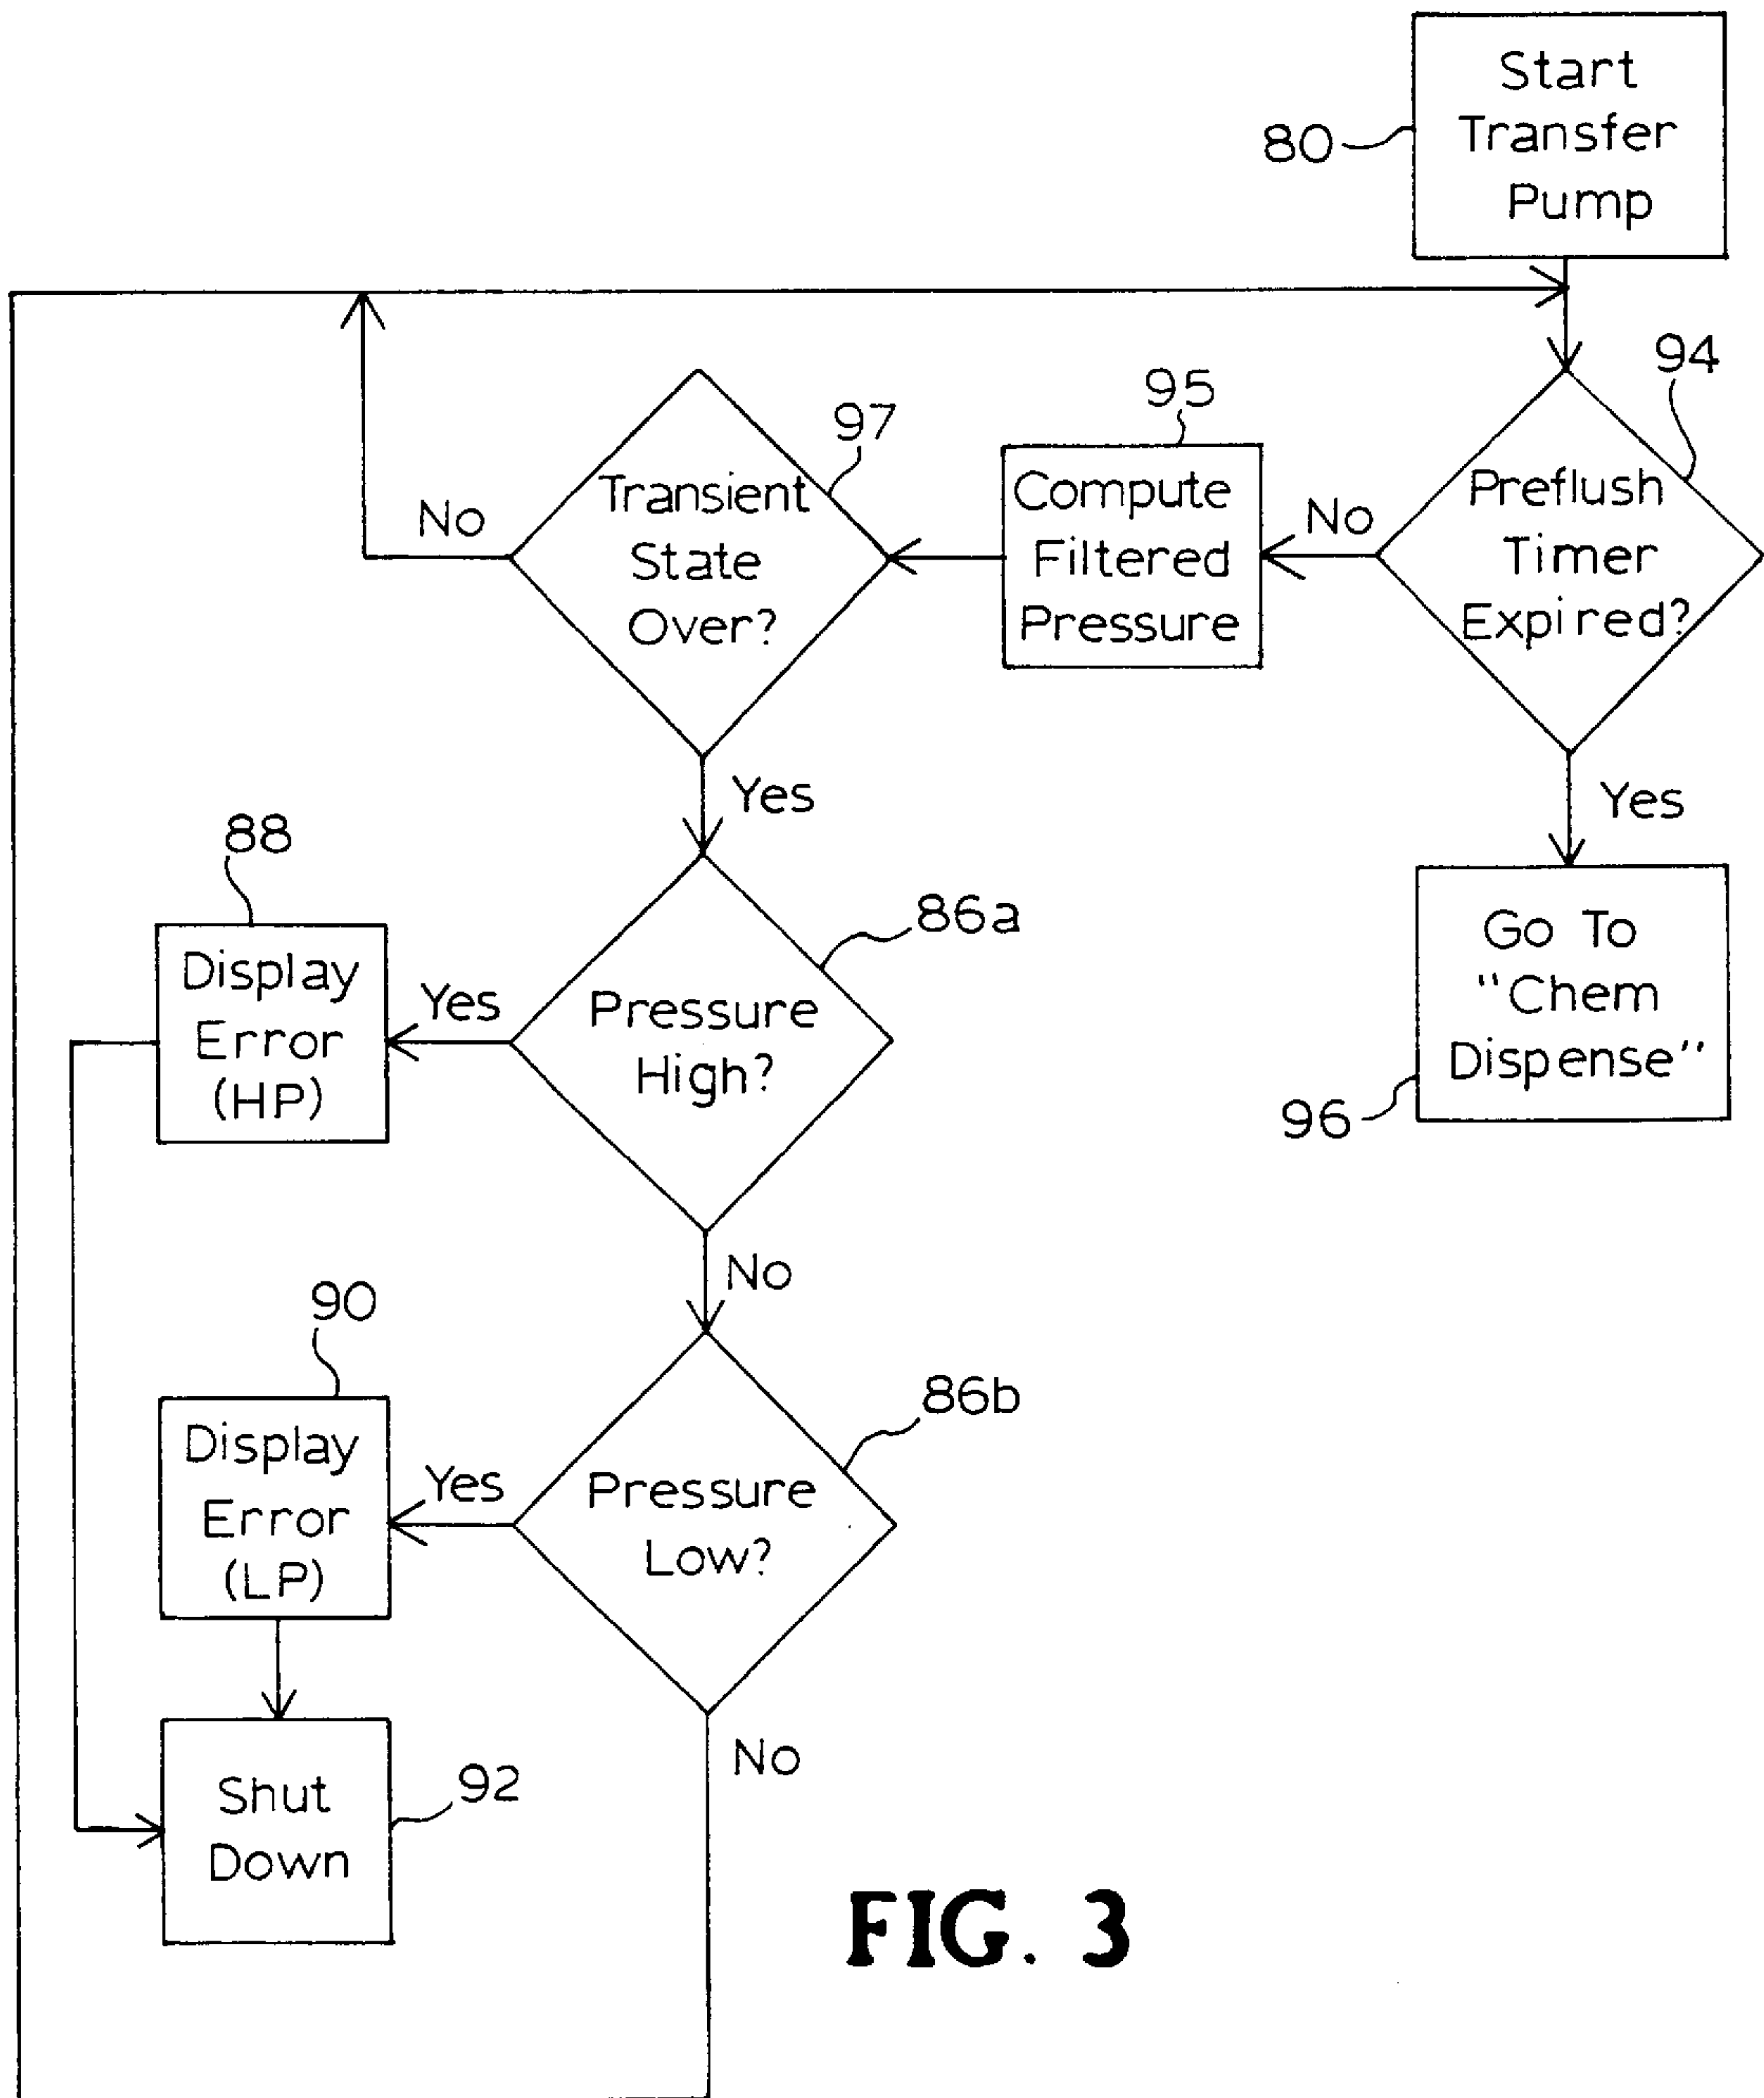 Start
Transfer
Pump
80
94
Preflush
Timer
Expired?
No
Yes
95
Compute
Filtered
Pressure
97
Transient
State
Over?
No
Yes
Go To
"Chem
Dispense"
96
86a
Pressure
High?
Yes
No
88
Display
Error
(HP)
86b
Pressure
Low?
Yes
No
90
Display
Error
(LP)
Shut
Down
92
FIG. 3